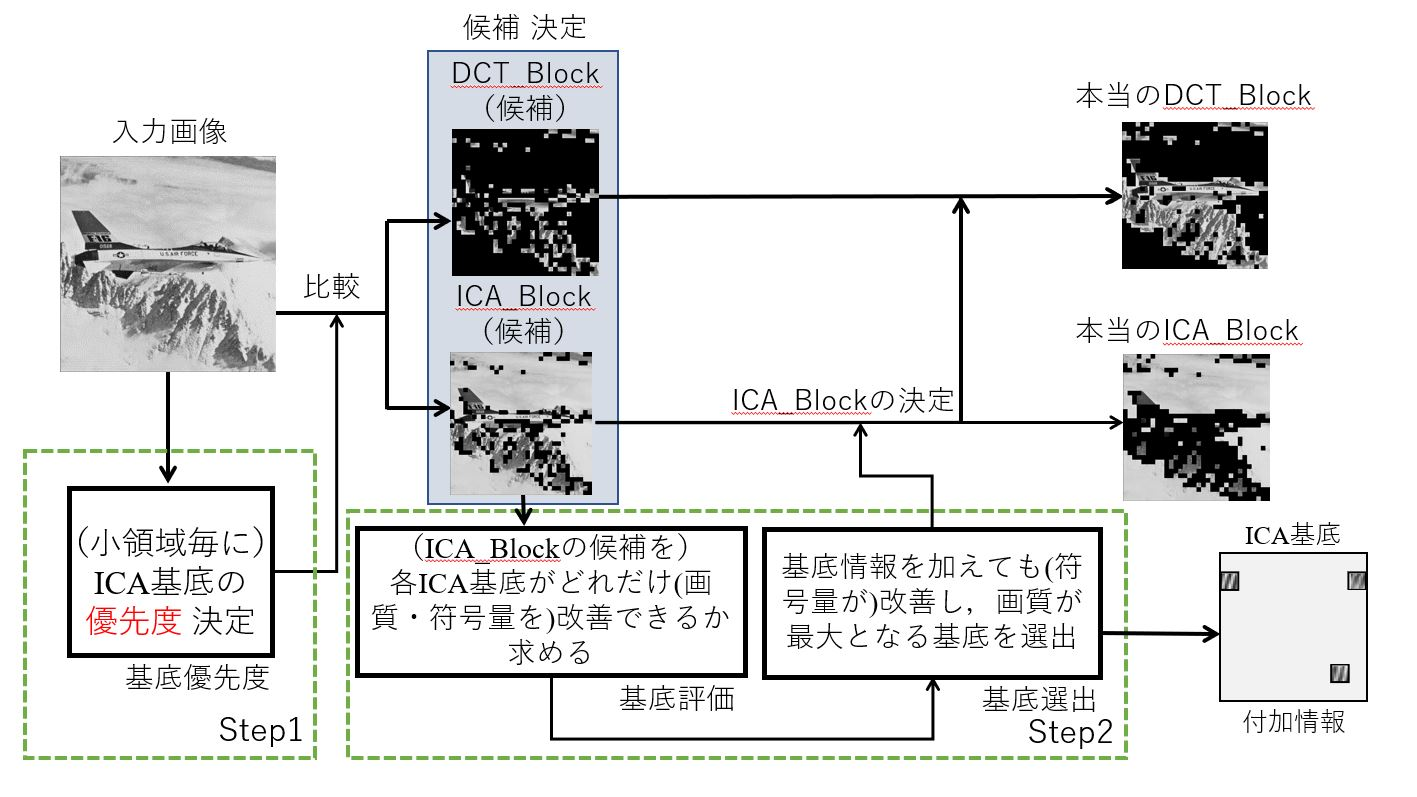 候補 決定
DCT_Block
（候補）
本当のDCT_Block
入力画像
F16
01568
U.S.AIR FORCE
比較
ICA_Block
（候補）
本当のICA_Block
ICA_Blockの決定
（小領域毎に）
ICA基底の
優先度 決定
基底優先度
Step1
（ICA_Blockの候補を）
各ICA基底がどれだけ(画
質・符号量を)改善できるか
求める
基底評価
基底情報を加えても(符
号量が)改善し，画質が
最大となる基底を選出
基底選出
Step2
ICA基底
付加情報